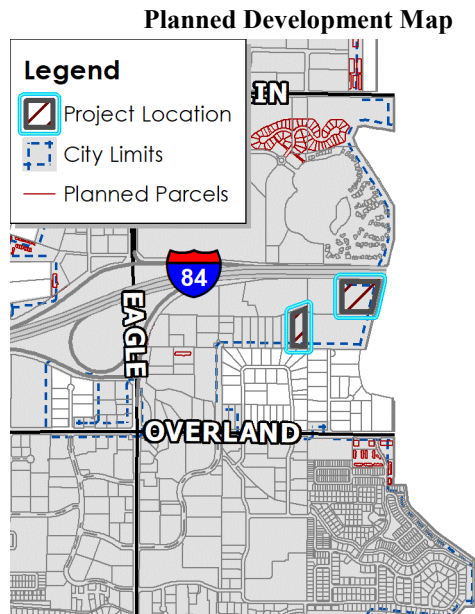 Planned Development Map
Legend
Project Location
City Limits
Planned Parcels
IN
84
EAGLE
OVERLAND